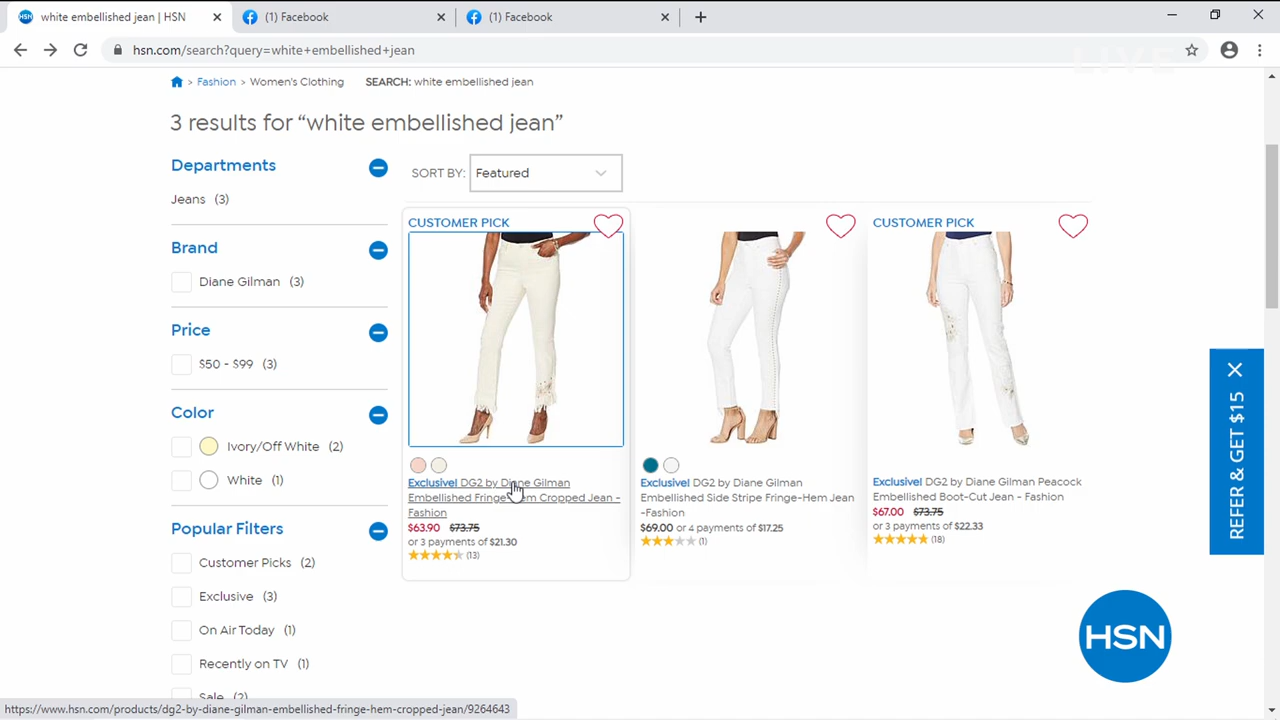 white embellished jean | HSN
(1) Facebook
(1) Facebook
hsn.com/search?query=white+embellished+jean
LIVE
> Fashion > Women's Clothing SEARCH: white embellished jean
3 results for “white embellished jean”
Departments
Jeans (3)
Brand
Diane Gilman (3)
Price
$50 - $99 (3)
Color
Ivory/Off White (2)
White (1)
Popular Filters
Customer Picks (2)
Exclusive (3)
On Air Today (1)
Recently on TV (1)
Sale (2)
SORT BY: Featured
CUSTOMER PICK
Exclusive! DG2 by Diane Gilman
Embellished Fringe-Hem Cropped Jean -
Fashion
$63.90 $73.75
or 3 payments of $21.30
(13)
Exclusive! DG2 by Diane Gilman
Embellished Side Stripe Fringe-Hem Jean
-Fashion
$69.00 or 4 payments of $17.25
(1)
CUSTOMER PICK
Exclusive! DG2 by Diane Gilman Peacock
Embellished Boot-Cut Jean - Fashion
$67.00 $73.75
or 3 payments of $22.33
(18)
REFER & GET $15
HSN
https://www.hsn.com/products/dg2-by-diane-gilman-embellished-fringe-hem-cropped-jean/9264643